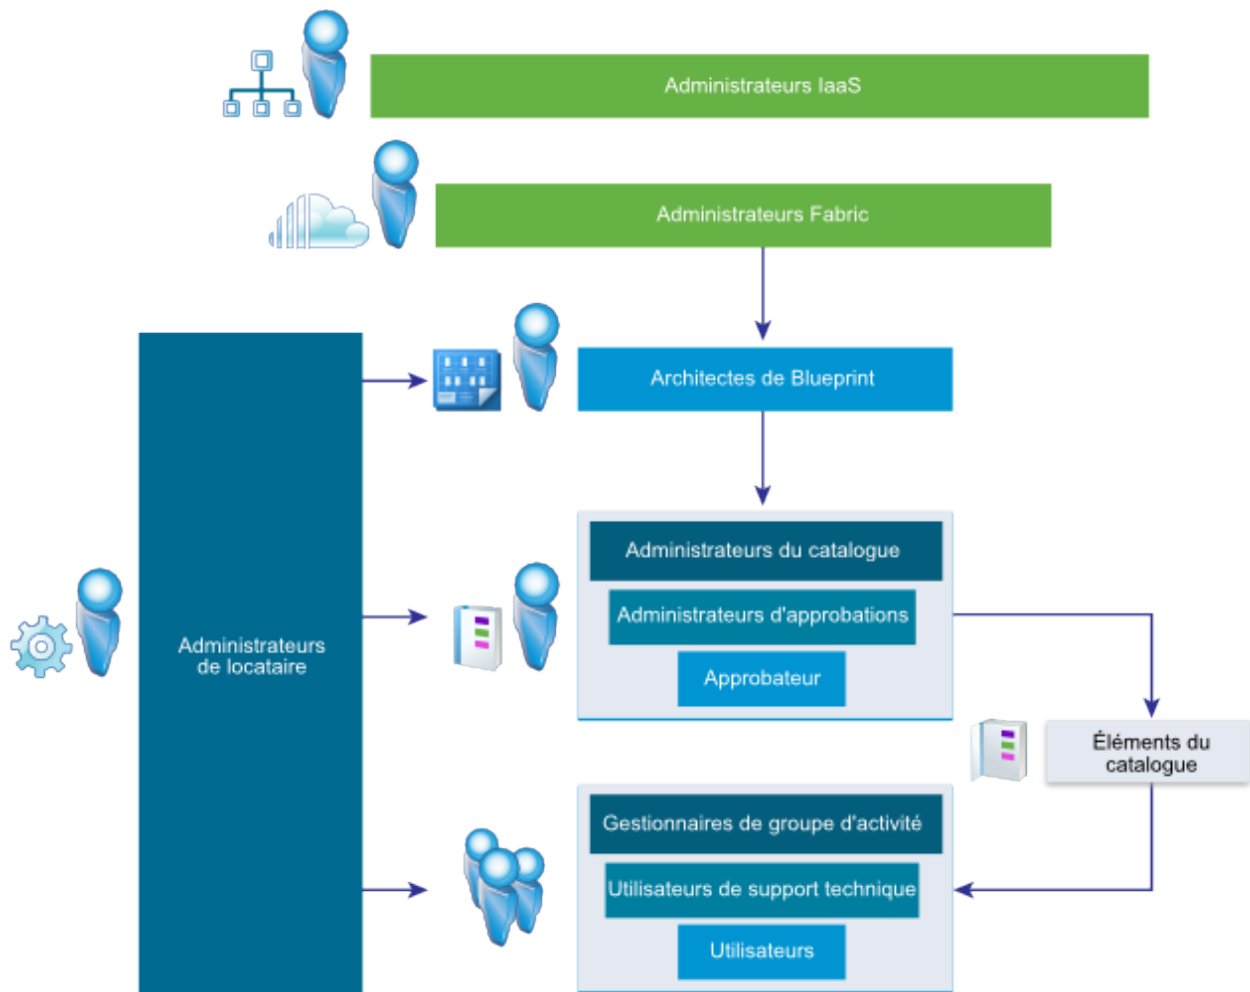 Administrateurs IaaS
Administrateurs Fabric
Architectes de Blueprint
Administrateurs du catalogue
Administrateurs d'approbations
Administrateurs
de locataire
Approbateur
Éléments du
catalogue
Gestionnaires de groupe d'activité
Utilisateurs de support technique
Utilisateurs